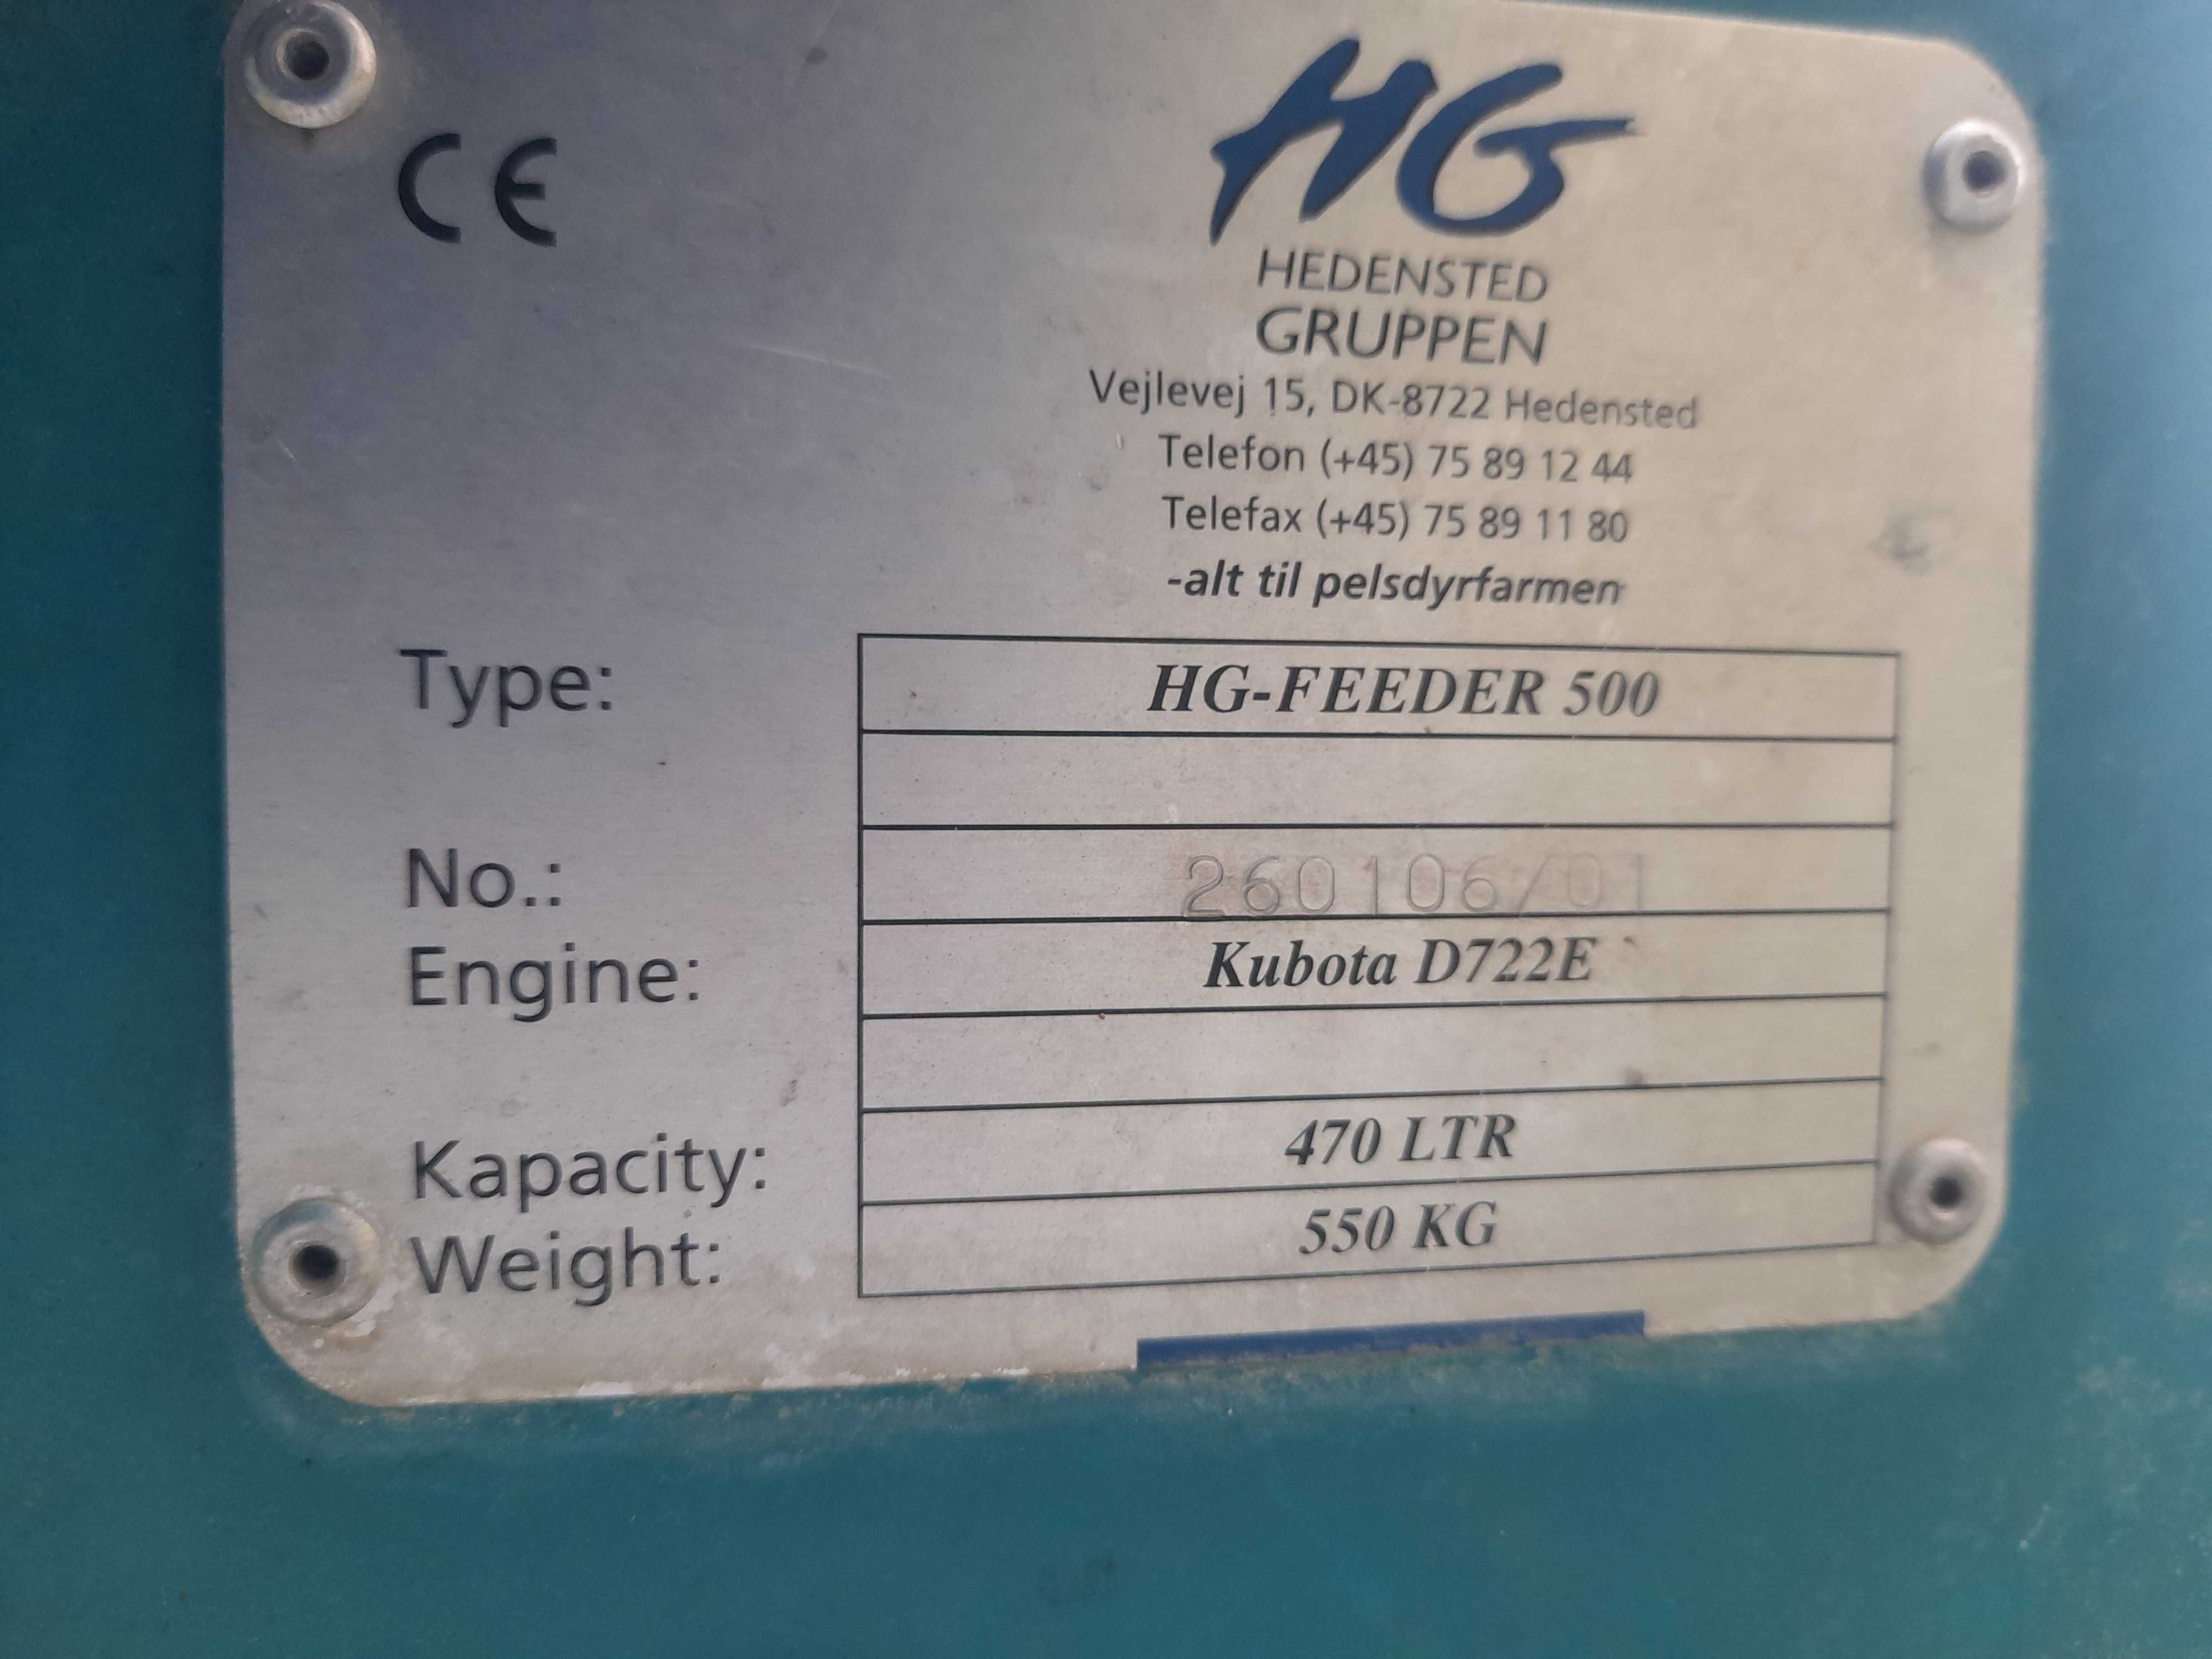 CE
HG
HEDENSTED
GRUPPEN
Vejlevej 15, DK-8722 Hedensted
Telefon (+45) 75 89 12 44
Telefax (+45) 75 89 11 80
-alt til pelsdyrfarmen
Type: HG-FEEDER 500
No.: 260106/01
Engine: Kubota D722E
Kapacity: 470 LTR
Weight: 550 KG